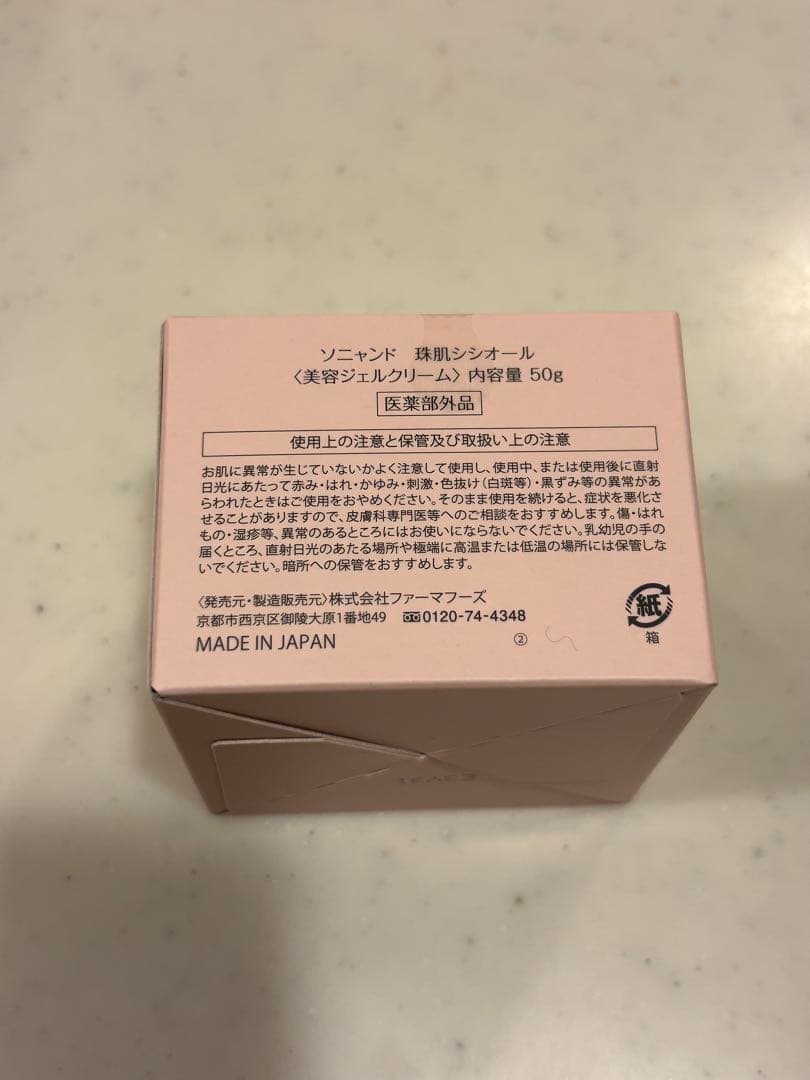 ソニャンド　珠肌シシオール
〈美容ジェルクリーム〉内容量 50g
医薬部外品
使用上の注意と保管及び取扱い上の注意
お肌に異常が生じていないかよく注意して使用し、使用中、または使用後に直射
日光にあたって赤み・はれ・かゆみ・刺激・色抜け（白斑等）・黒ずみ等の異常があ
らわれたときはご使用をおやめください。そのまま使用を続けると、症状を悪化さ
せることがありますので、皮膚科専門医等へのご相談をおすすめします。傷・はれ
もの・湿疹等、異常のあるところにはお使いにならないでください。乳幼児の手の
届くところ、直射日光のあたる場所や極端に高温または低温の場所には保管しな
いでください。暗所への保管をおすすめします。
〈発売元・製造販売元〉株式会社ファーマフーズ
京都市西京区御陵大原1番地49　0120-74-4348
MADE IN JAPAN
②
紙
箱